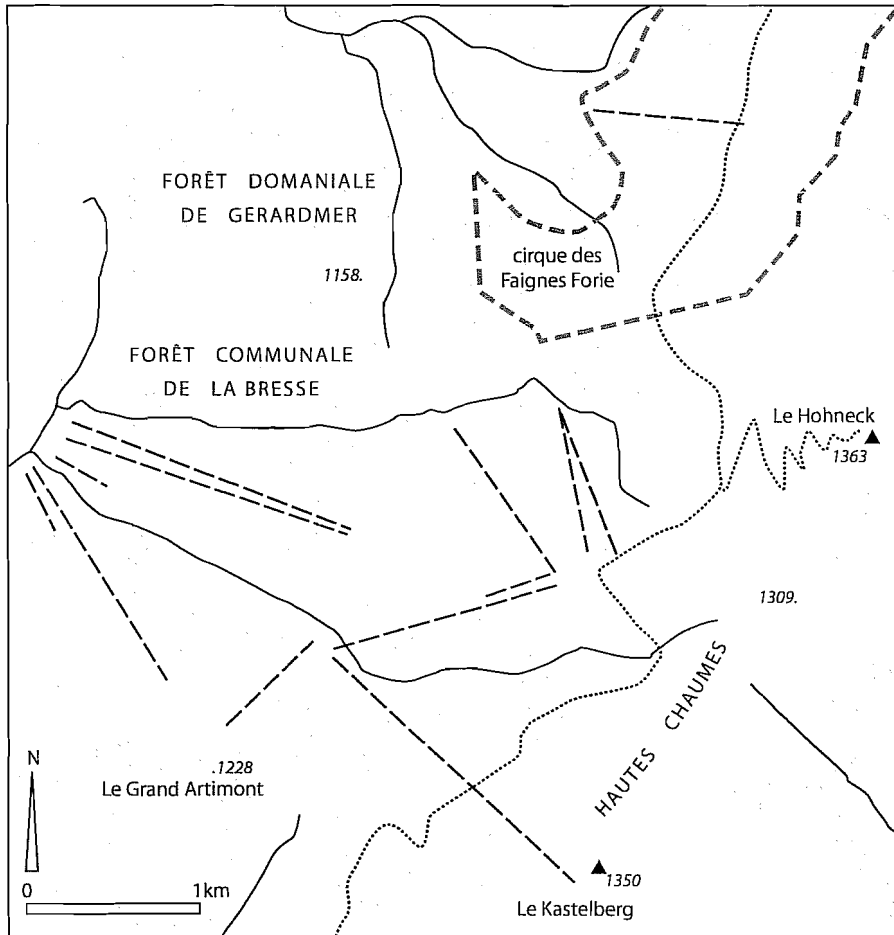 FORÊT DOMANIALE
DE GERARDMER
1158.
cirque des
Faignes Forie
FORÊT COMMUNALE
DE LA BRESSE
Le Hohneck
1363
1309.
HAUTES CHAUMES
.1228
Le Grand Artimont
N
0 1km
1350
Le Kastelberg